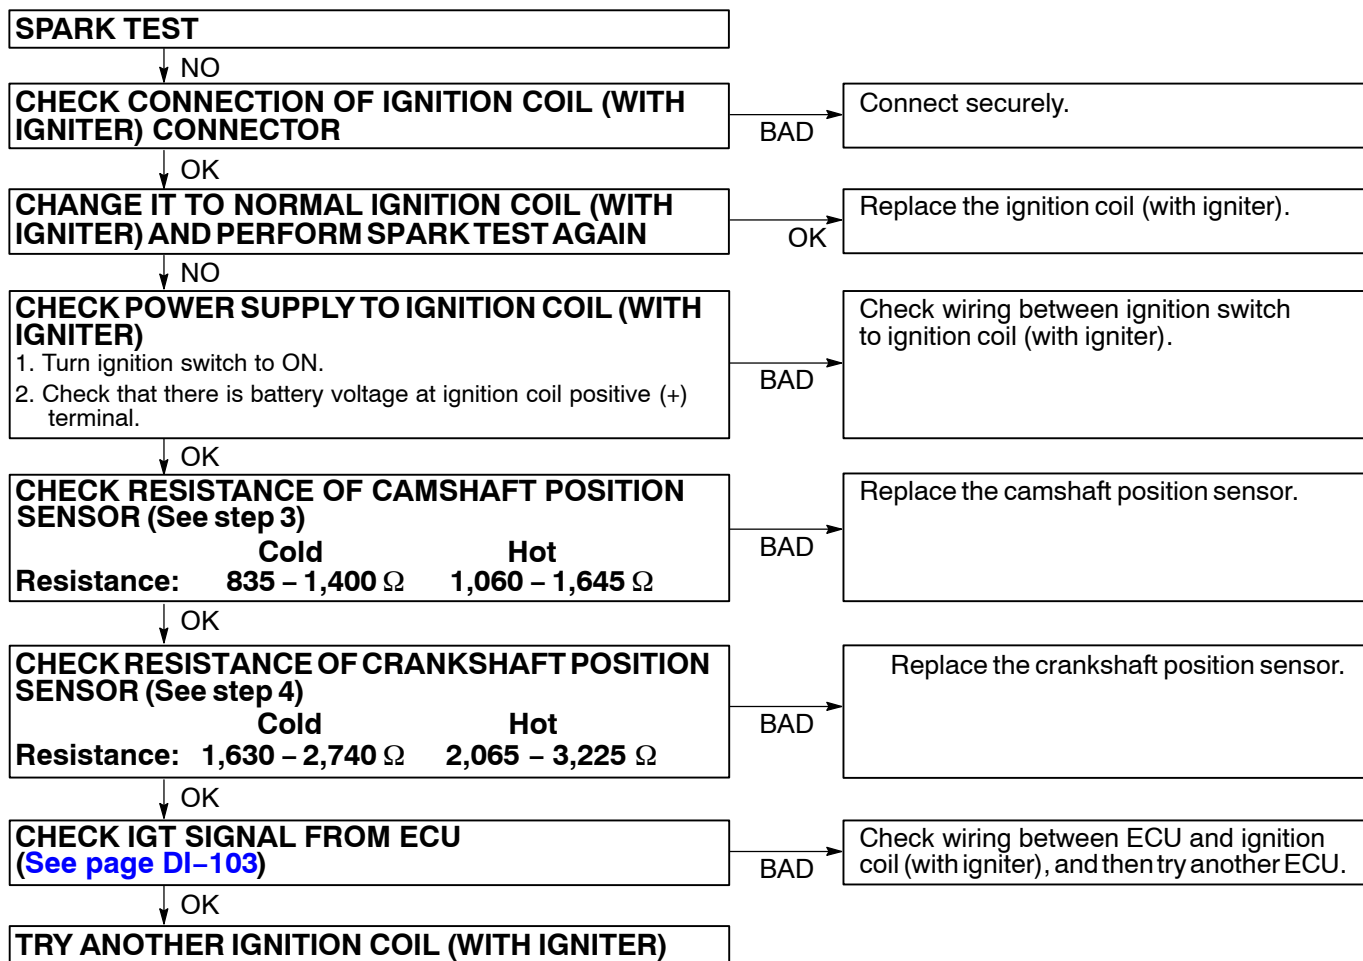 SPARK TEST
NO
CHECK CONNECTION OF IGNITION COIL (WITH
IGNITER) CONNECTOR
BAD
Connect securely.
OK
CHANGE IT TO NORMAL IGNITION COIL (WITH
IGNITER) AND PERFORM SPARK TEST AGAIN
OK
Replace the ignition coil (with igniter).
NO
CHECK POWER SUPPLY TO IGNITION COIL (WITH
IGNITER)
1. Turn ignition switch to ON.
2. Check that there is battery voltage at ignition coil positive (+)
terminal.
BAD
Check wiring between ignition switch
to ignition coil (with igniter).
OK
CHECK RESISTANCE OF CAMSHAFT POSITION
SENSOR (See step 3)
Cold Hot
Resistance: 835 – 1,400 Ω 1,060 – 1,645 Ω
BAD
Replace the camshaft position sensor.
OK
CHECK RESISTANCE OF CRANKSHAFT POSITION
SENSOR (See step 4)
Cold Hot
Resistance: 1,630 – 2,740 Ω 2,065 – 3,225 Ω
BAD
Replace the crankshaft position sensor.
OK
CHECK IGT SIGNAL FROM ECU
(See page DI–103)
BAD
Check wiring between ECU and ignition
coil (with igniter), and then try another ECU.
OK
TRY ANOTHER IGNITION COIL (WITH IGNITER)